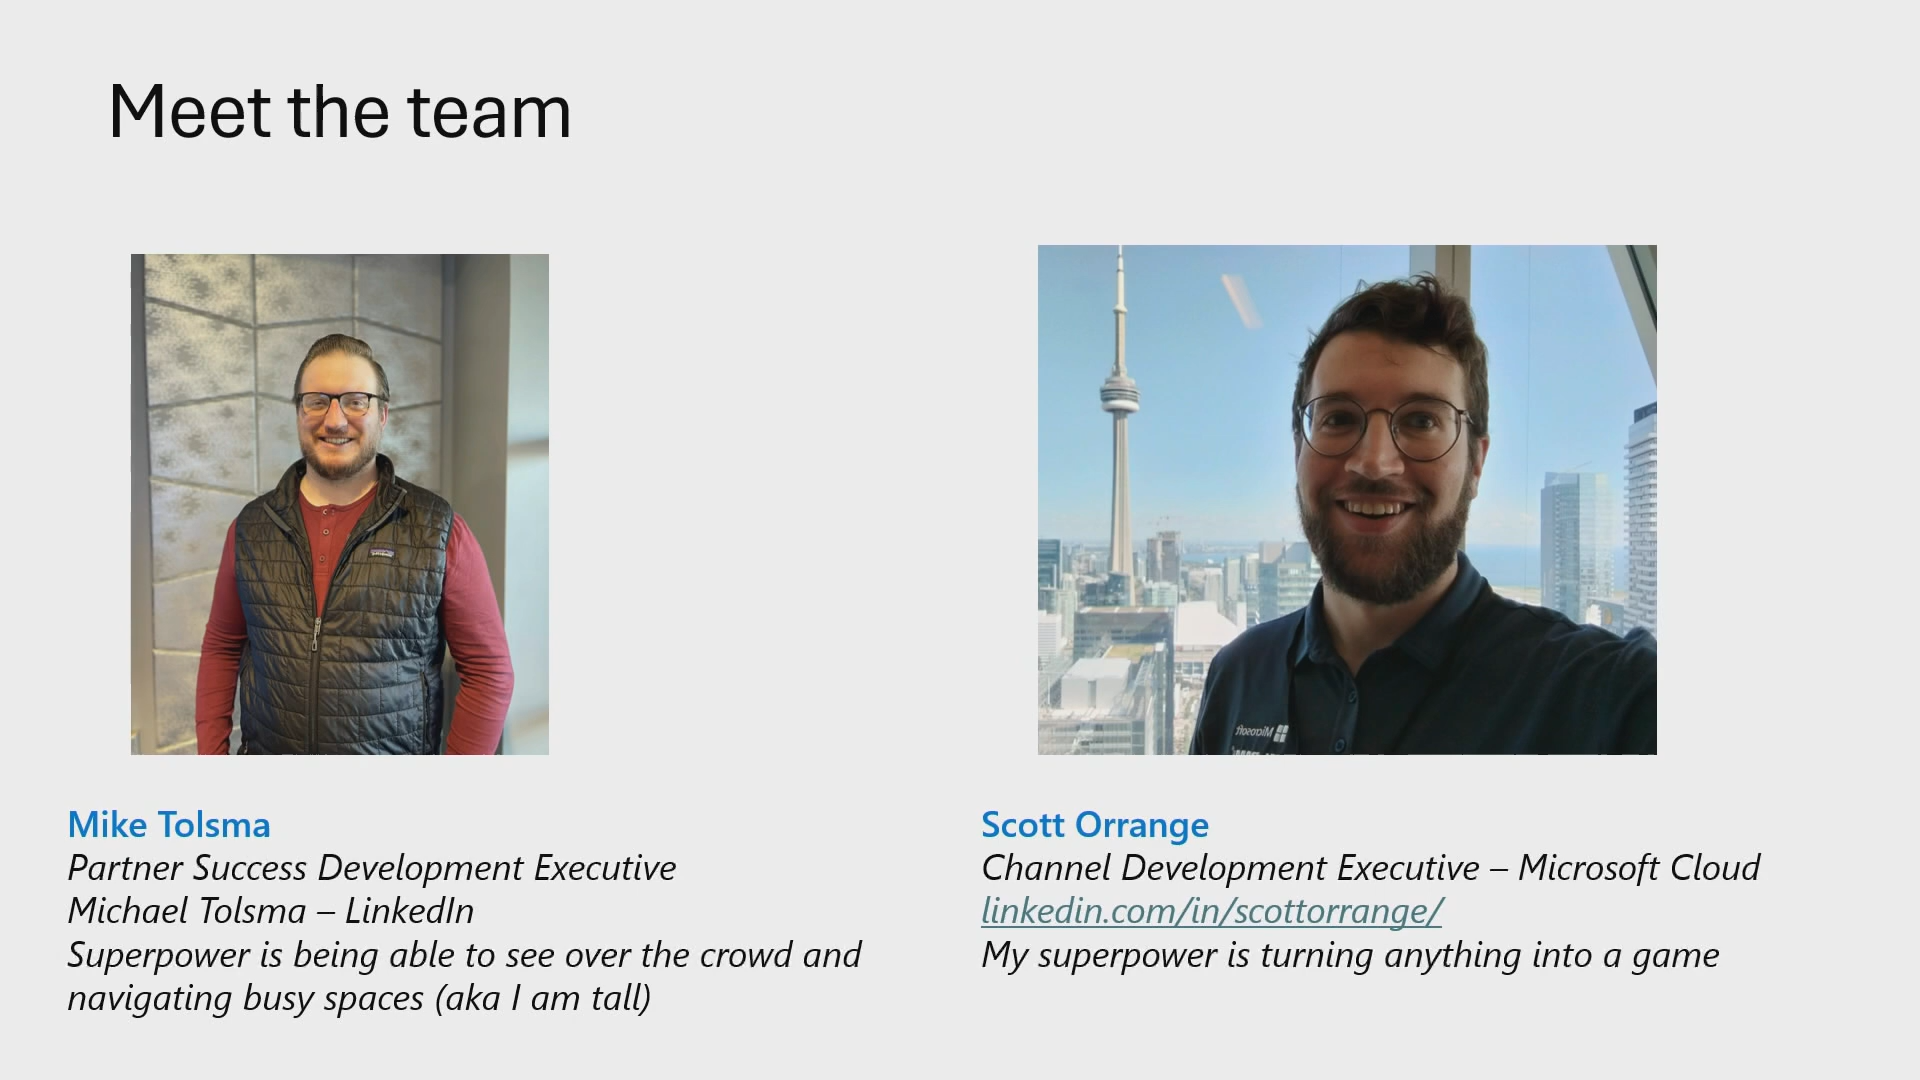 Meet the team
Microsoft
Mike Tolsma
Partner Success Development Executive
Michael Tolsma – LinkedIn
Superpower is being able to see over the crowd and
navigating busy spaces (aka I am tall)
Scott Orrange
Channel Development Executive – Microsoft Cloud
linkedin.com/in/scottorrange/
My superpower is turning anything into a game